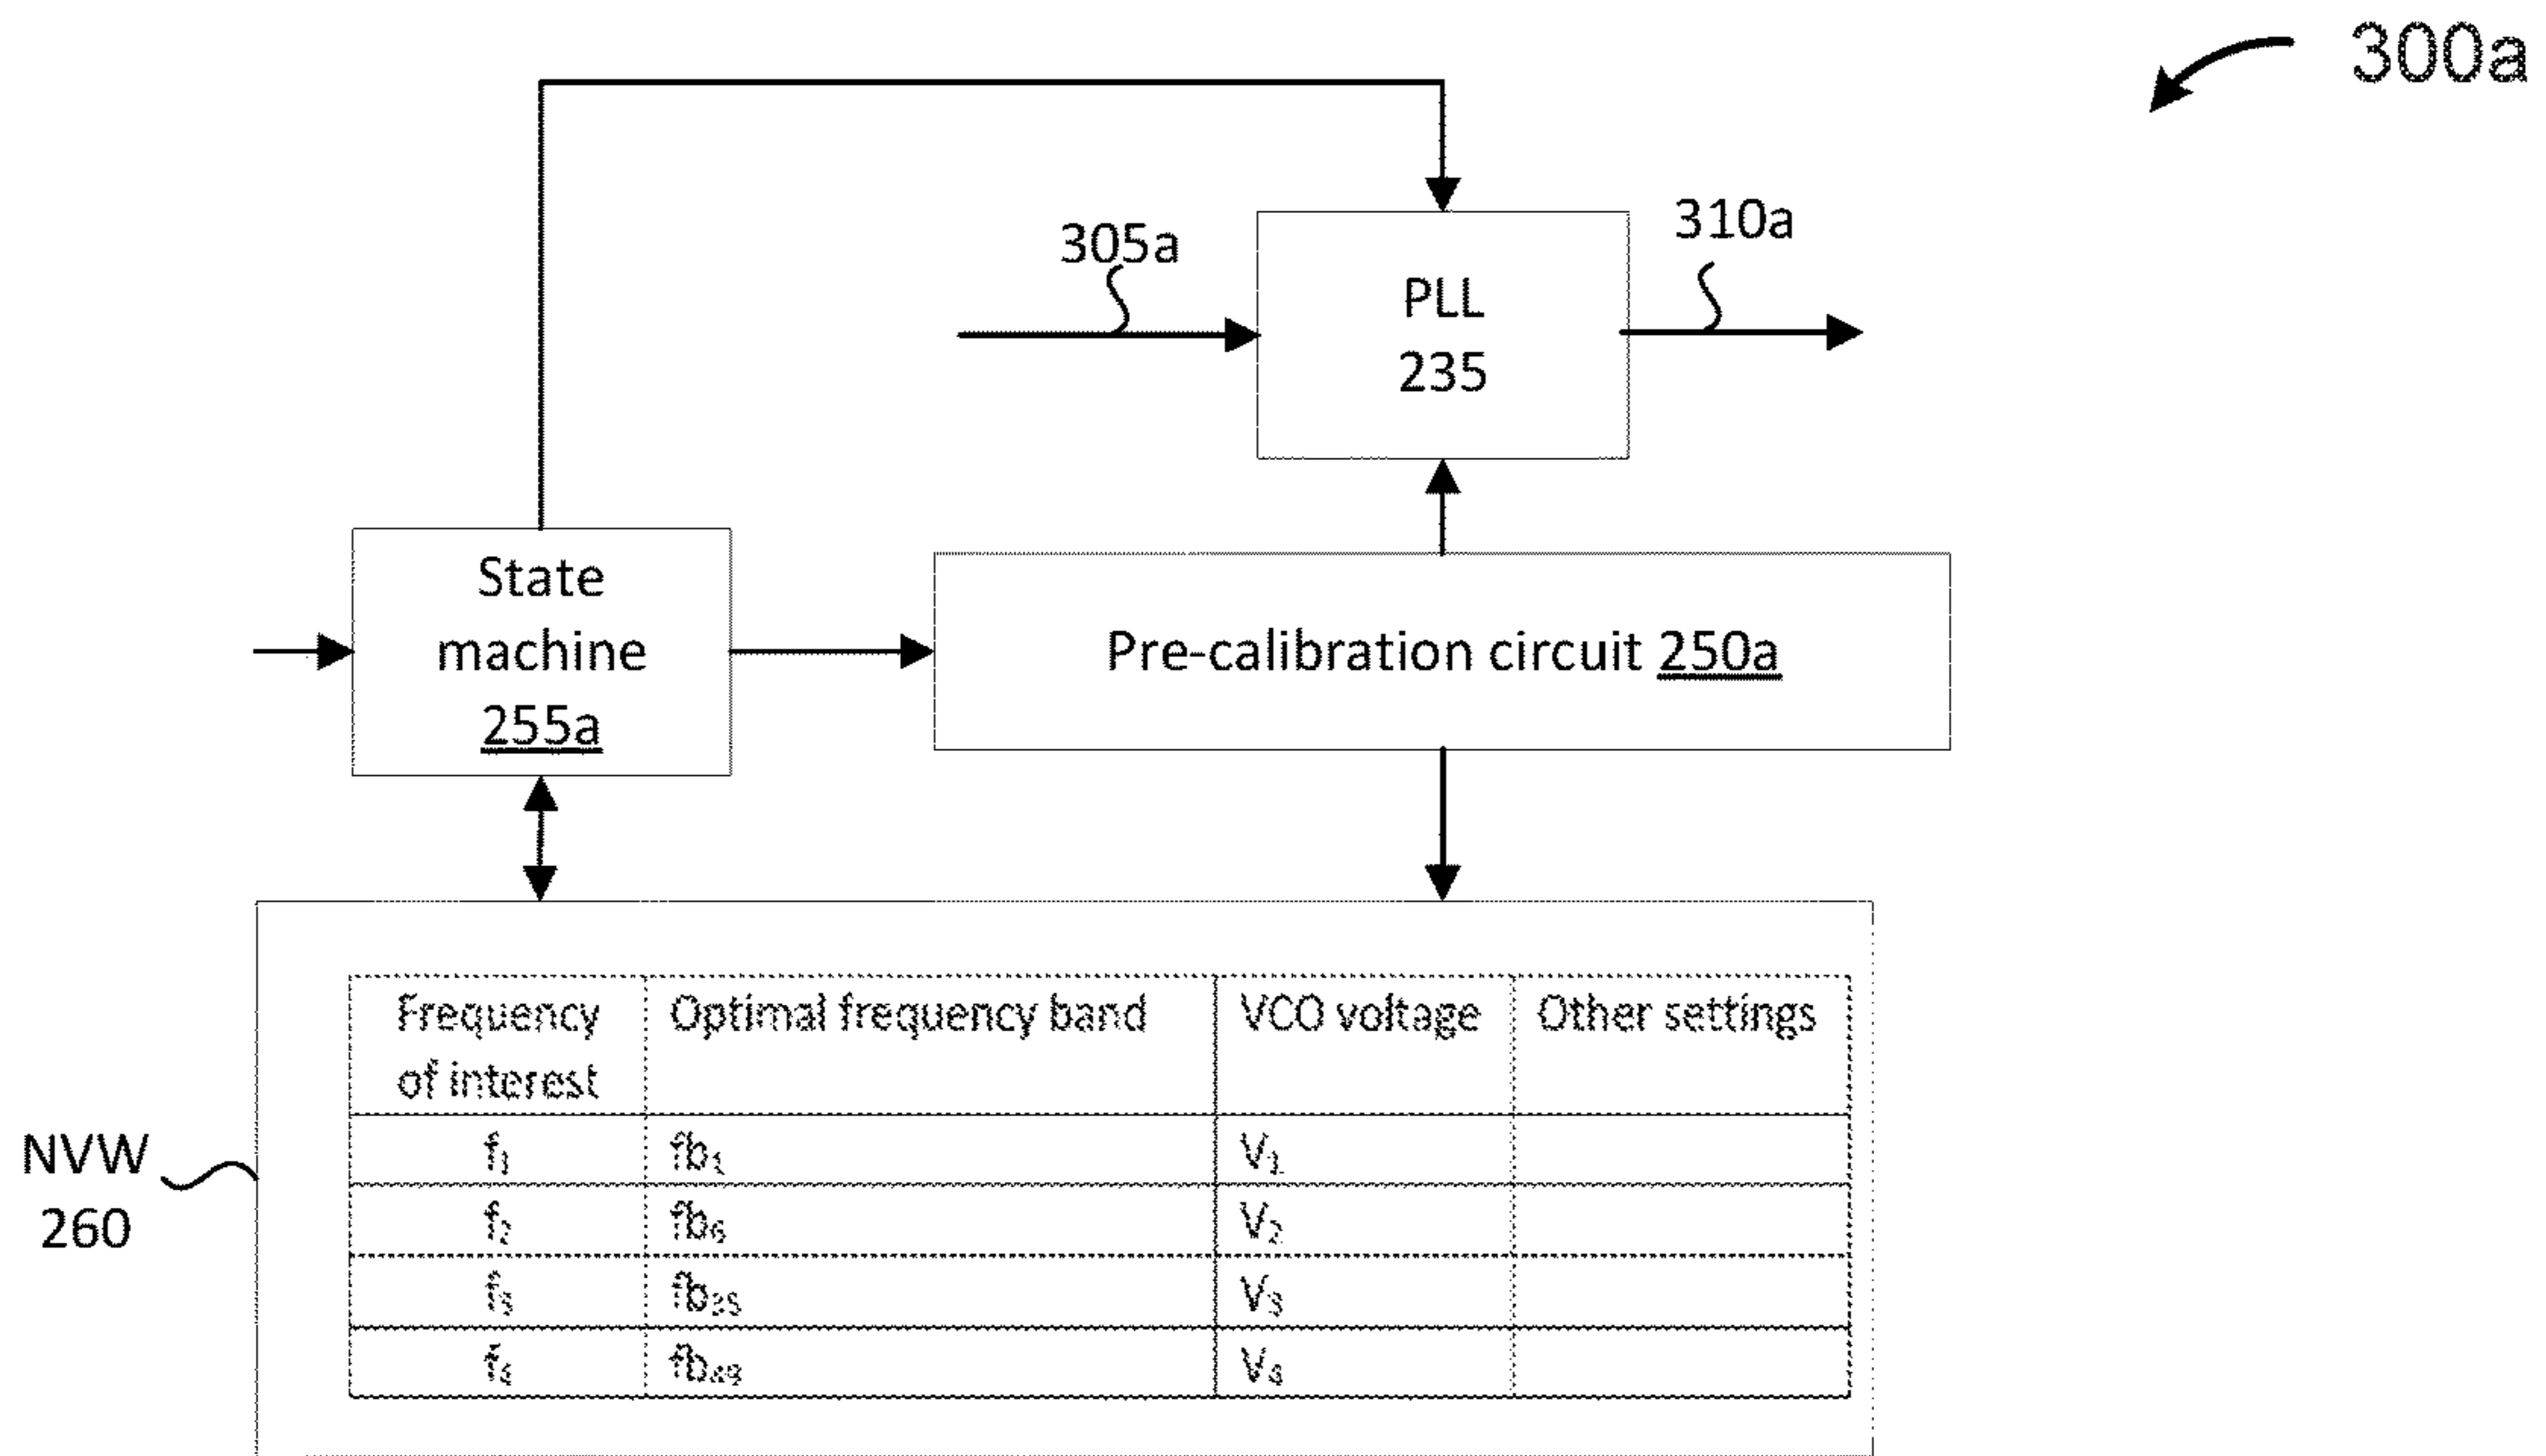 300a
305a
310a
PLL
235
State
machine
255a
Pre-calibration circuit 250a
NVW
260
Frequency of interest
Optimal frequency band
VCO voltage
Other settings
f₁ fb₁ V₁
f₂ fb₆ V₂
f₃ V₃
f₄ V₄